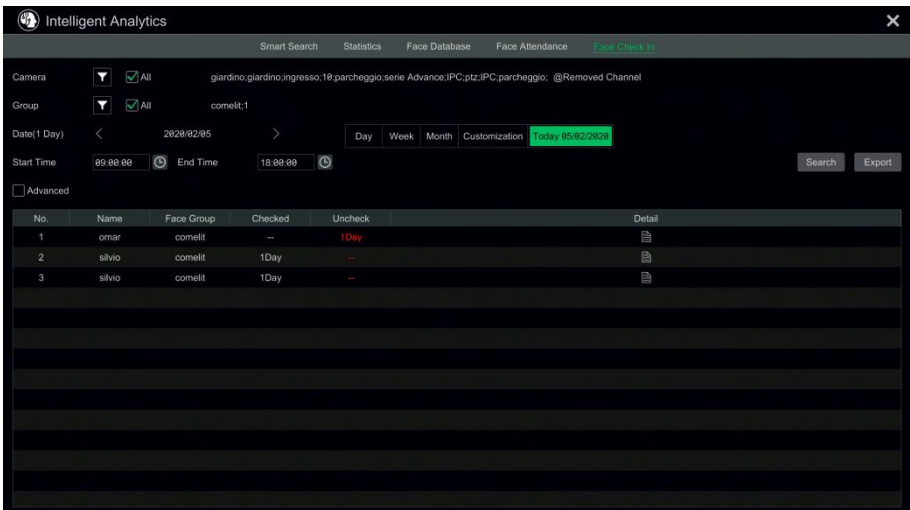 Intelligent Analytics
Smart Search Statistics Face Database Face Attendance Face Check In
Camera All giardino;giardino;ingresso;10;parcheggio;serie Advance;IPC;ptz;IPC;parcheggio; @Removed Channel
Group All comelit;1
Date(1 Day) < 2020/02/05 > Day Week Month Customization Today 05/02/2020
Start Time 09:00:00 End Time 18:00:00 Search Export
Advanced
No. Name Face Group Checked Uncheck Detail
1 omar comelit -- 1Day
2 silvio comelit 1Day --
3 silvio comelit 1Day --